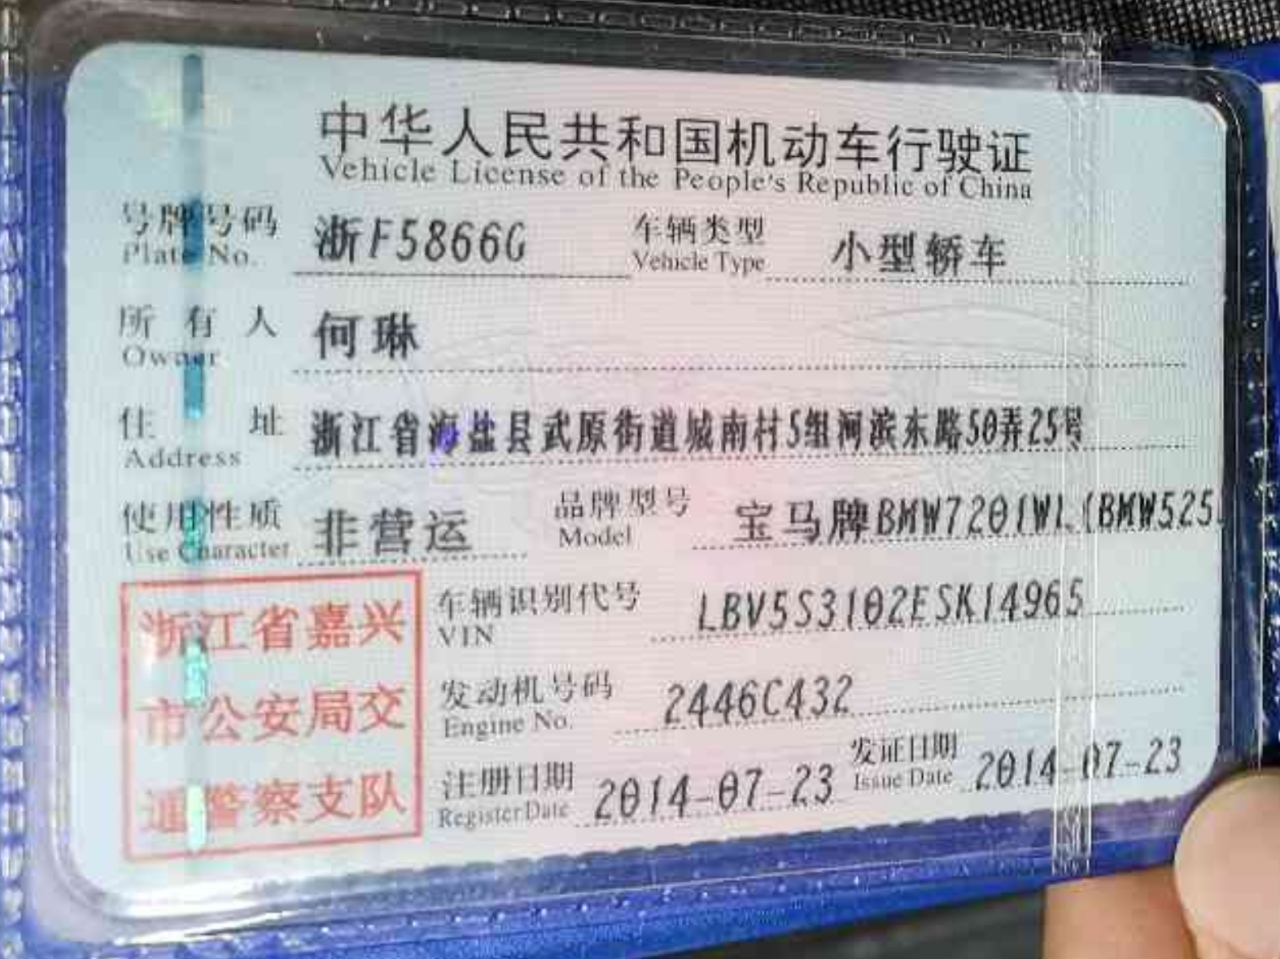 中华人民共和国机动车行驶证
Vehicle License of the People's Republic of China
号牌号码 浙F5866G 车辆类型 小型轿车
Plate No. Vehicle Type
所有人 何琳
Owner
住址 浙江省海盐县武原街道城南村5组河滨东路50弄25号
Address
使用性质 非营运 品牌型号 宝马牌BMW7201WL(BMW525L
Use Character Model
浙江省嘉兴
市公安局交
通警察支队
车辆识别代号 LBV5S3102ESK14965
VIN
发动机号码 2446C432
Engine No.
注册日期 2014-07-23 发证日期 2014-07-23
Register Date Issue Date